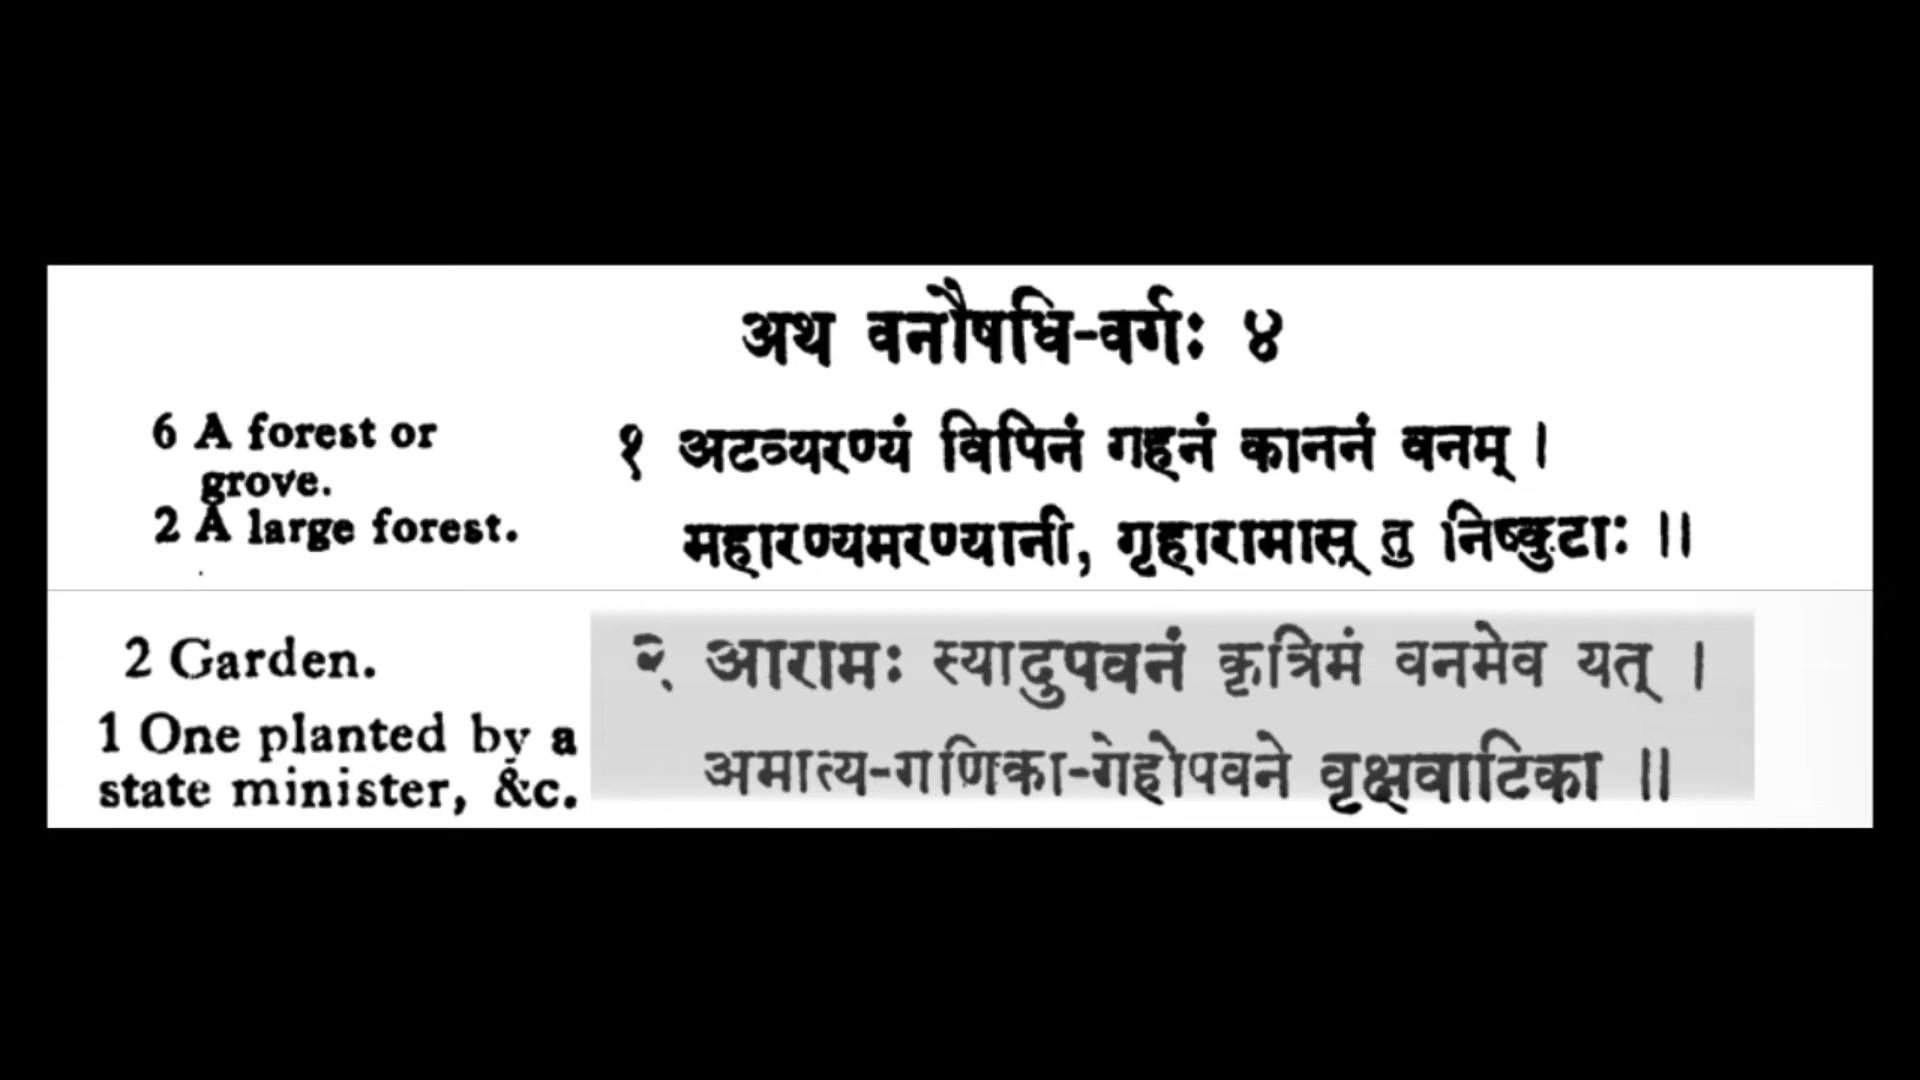 अथ वनौषधि-वर्गः ४
6 A forest or
grove.
2 A large forest.
१ अटव्यरण्यं विपिनं गहनं काननं वनम् ।
महारण्यमरण्यानी, गृहारामास् तु निष्कुटाः ॥
2 Garden.
1 One planted by a
state minister, &c.
२ आरामः स्यादुपवनं कृत्रिमं वनमेव यत् ।
अमात्य-गणिका-गेहोपवने वृक्षवाटिका ॥